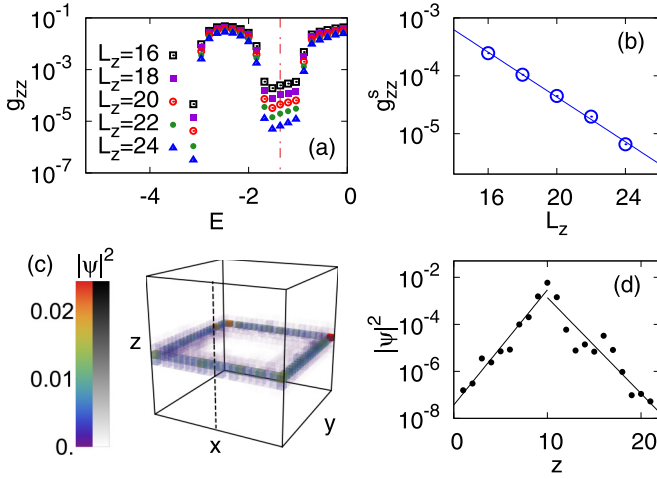 10^-1
10^-3
10^-5
10^-7
g_zz
L_z=16
L_z=18
L_z=20
L_z=22
L_z=24
(a)
-4 -2 0
E
(b)
g^s_zz
10^-4
10^-5
16 18 20 22 24
L_z
(c) |ψ|^2
0.02
0.01
0.
z
x
y
(d)
|ψ|^2
10^-2
10^-4
10^-6
10^-8
0 10 20
z